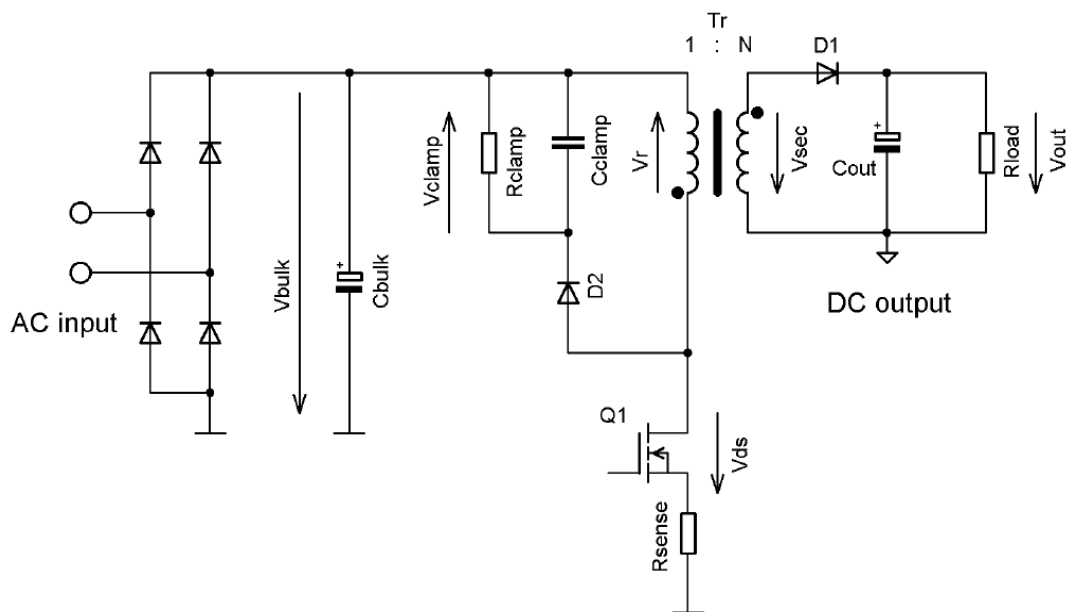 Tr
1 : N
D1
Vclamp
Rclamp
Cclamp
Vr
Vsec
+
Cout
Rload
Vout
Vbulk
+
Cbulk
D2
AC input
DC output
Q1
Vds
Rsense